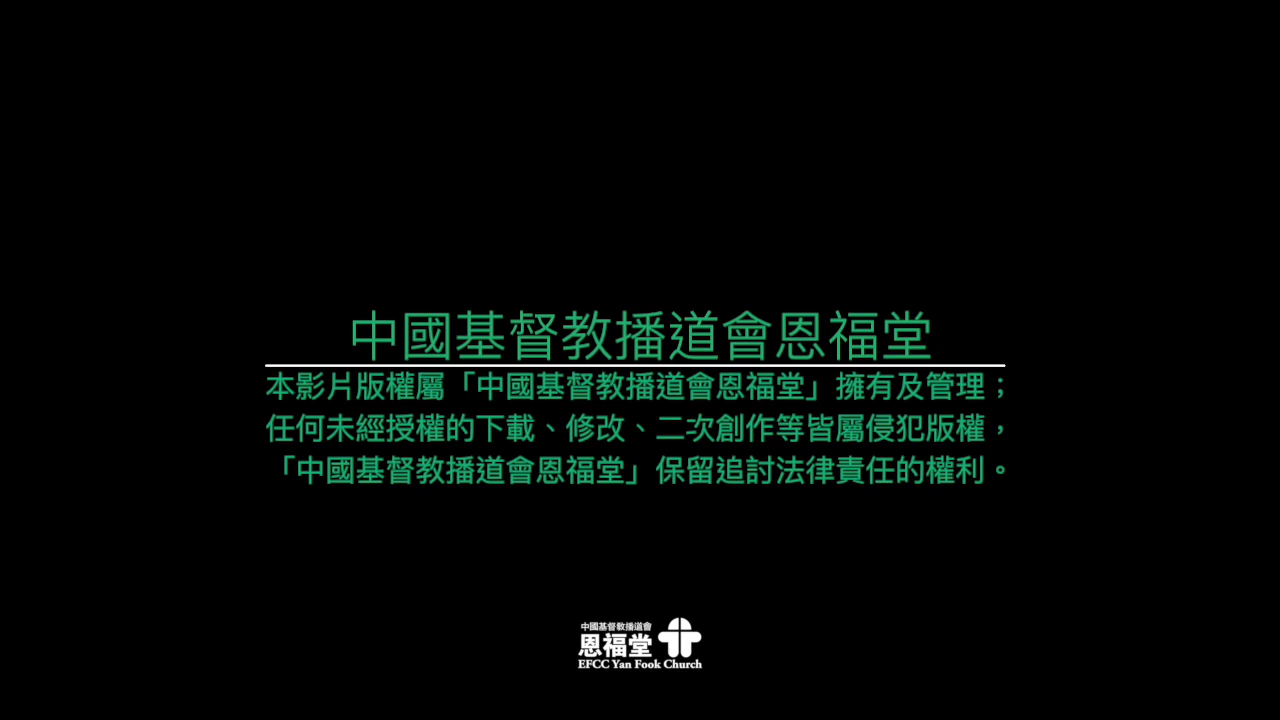 中國基督教播道會恩福堂
本影片版權屬「中國基督教播道會恩福堂」擁有及管理；
任何未經授權的下載、修改、二次創作等皆屬侵犯版權，
「中國基督教播道會恩福堂」保留追討法律責任的權利。
中國基督教播道會
恩福堂
EFCC Yan Fook Church